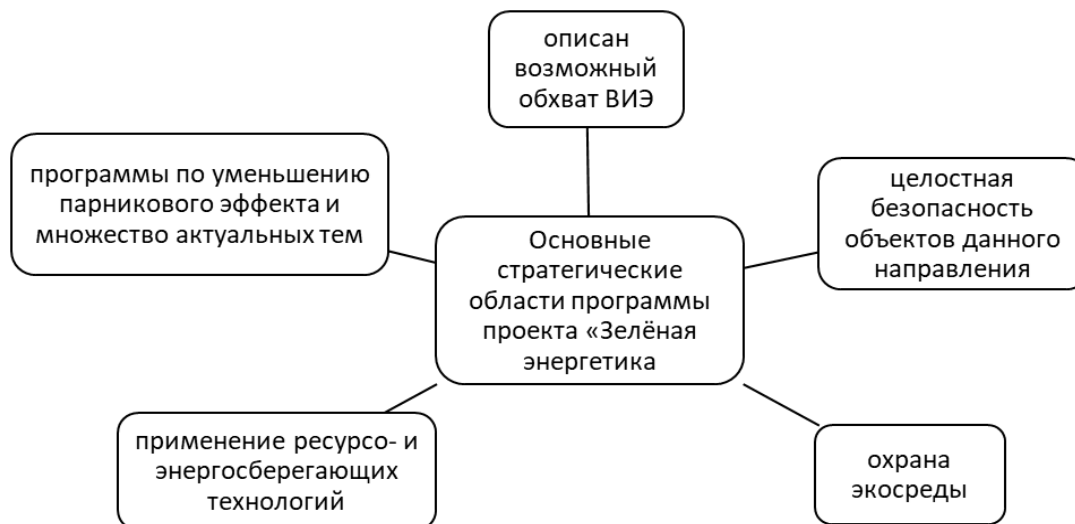 описан
возможный
обхват ВИЭ
программы по уменьшению
парникового эффекта и
множество актуальных тем
целостная
безопасность
объектов данного
направления
Основные
стратегические
области программы
проекта «Зелёная
энергетика
применение ресурсо- и
энергосберегающих
технологий
охрана
экосреды